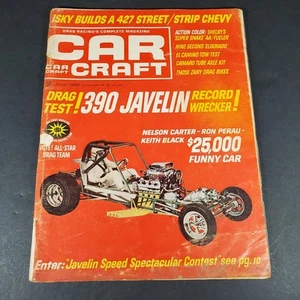 ISKY BUILDS A 427 STREET/STRIP CHEVY
DRAG RACING'S COMPLETE MAGAZINE
CAR
CAR CRAFT
CRAFT
ACTION COLOR: SHELBY'S
SUPER SNAKE AA/FUELER
NINE SECOND 'ELDORADO'
EL CAMINO TOW TEST
CAMARO TUBE AXLE KIT
THOSE ZANY DRAG BIKES
DRAG TEST! 390 JAVELIN RECORD WRECKER!
NELSON CARTER - RON PERAU -
KEITH BLACK $25,000
FUNNY CAR
VOTE! ALL-STAR
DRAG TEAM
Enter: "Javelin Speed Spectacular Contest" see pg. 10